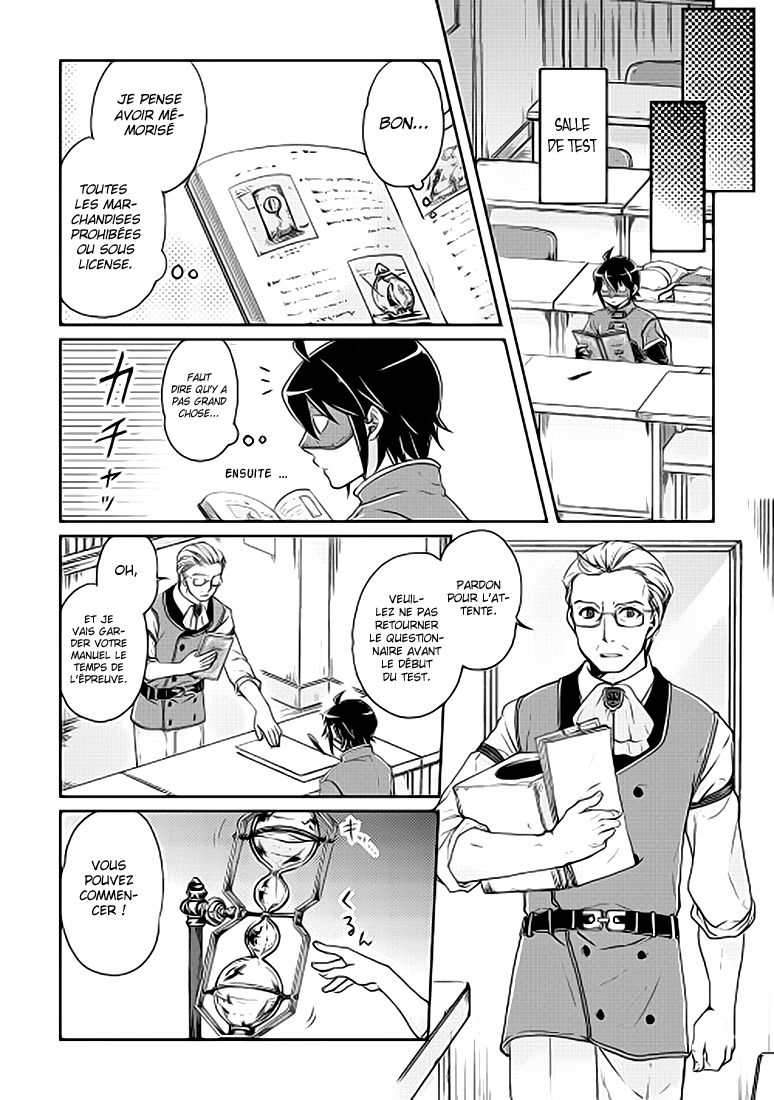 SALLE
DE TEST
BON...
JE PENSE
AVOIR MÉ-
MORISÉ
TOUTES
LES MAR-
CHANDISES
PROHIBÉES
OU SOUS
LICENSE.
FAUT
DIRE QU'Y A
PAS GRAND
CHOSE...
ENSUITE ...
ガチャッ
PARDON
POUR L'AT-
TENTE.
VEUIL-
LEZ NE PAS
RETOURNER
LE QUESTION-
NAIRE AVANT
LE DÉBUT
DU TEST.
OH,
ET JE
VAIS GAR-
DER VOTRE
MANUEL LE
TEMPS DE
L'ÉPREUVE.
VOUS
POUVEZ
COMMEN-
CER !
くるん